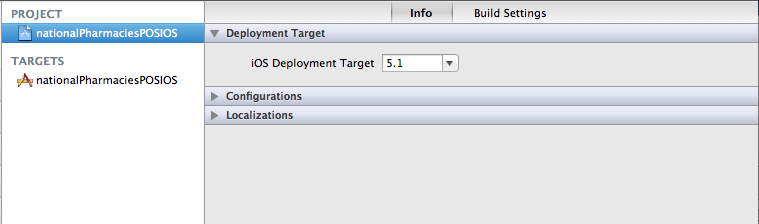 PROJECT
nationalPharmaciesPOSIOS
TARGETS
nationalPharmaciesPOSIOS
Info Build Settings
Deployment Target
iOS Deployment Target 5.1
Configurations
Localizations